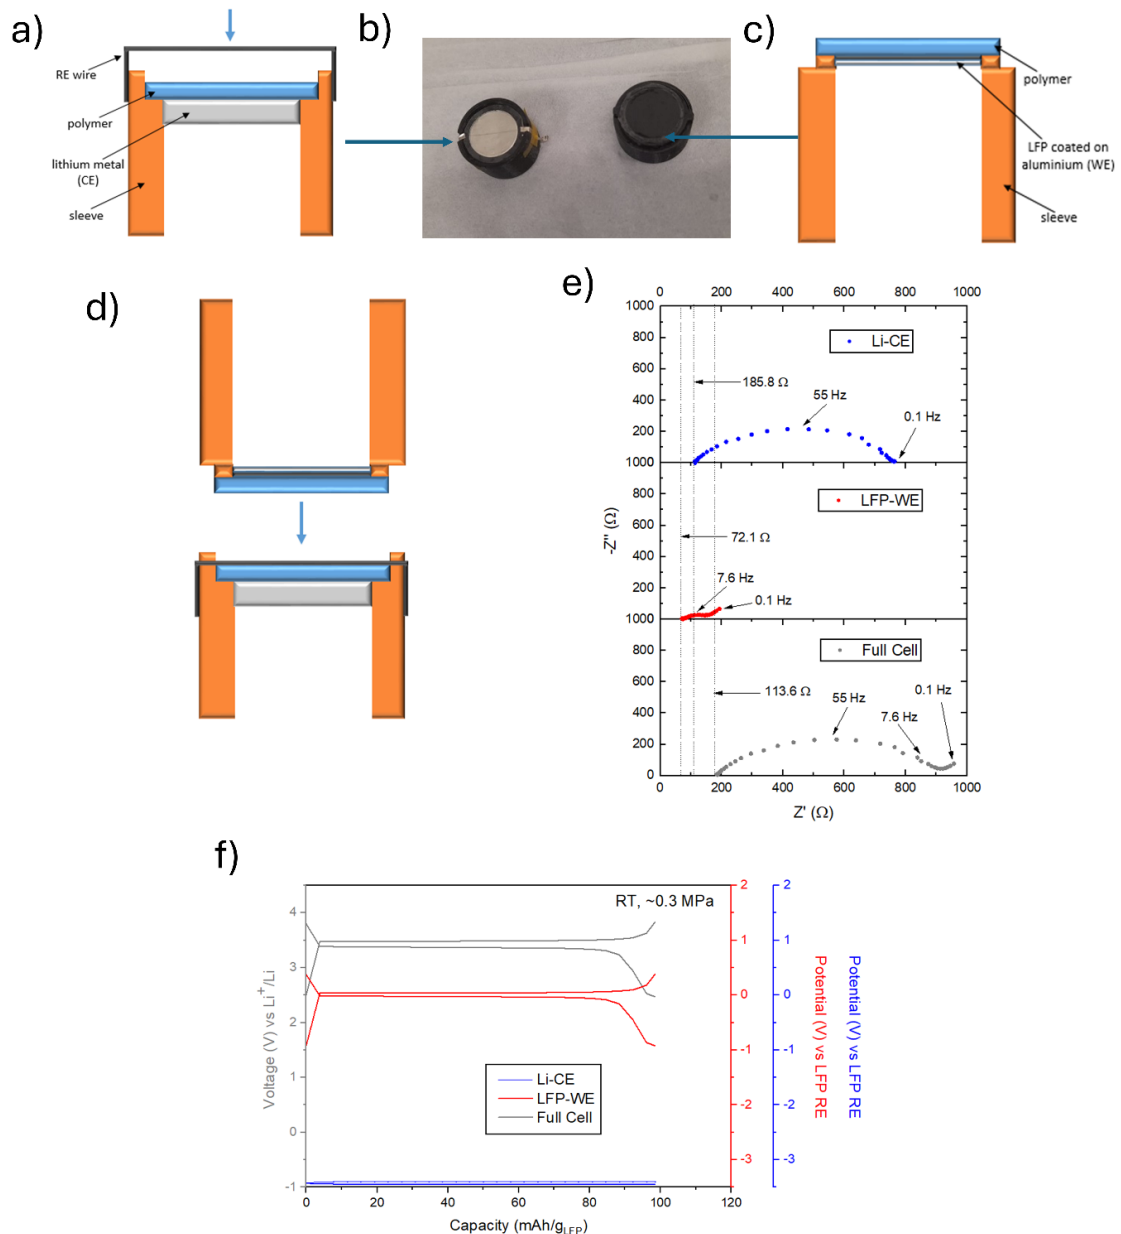 a)
RE wire
polymer
lithium metal
(CE)
sleeve
b)
c)
polymer
LFP coated on
aluminium (WE)
sleeve
d)
e)
0 200 400 600 800 1000
1000
800
600
400
200
1000
Li-CE
185.8 Ω
55 Hz
0.1 Hz
800
600
400
200
1000
LFP-WE
72.1 Ω
7.6 Hz
0.1 Hz
800
600
400
200
0
Full Cell
113.6 Ω
55 Hz
7.6 Hz
0.1 Hz
-Z'' (Ω)
0 200 400 600 800 1000
Z' (Ω)
f)
RT, ~0.3 MPa
4
3
2
1
0
-1
Voltage (V) vs Li⁺/Li
Li-CE
LFP-WE
Full Cell
2
1
0
-1
-2
-3
Potential (V) vs LFP RE
2
1
0
-1
-2
-3
Potential (V) vs LFP RE
0 20 40 60 80 100 120
Capacity (mAh/g_LFP)